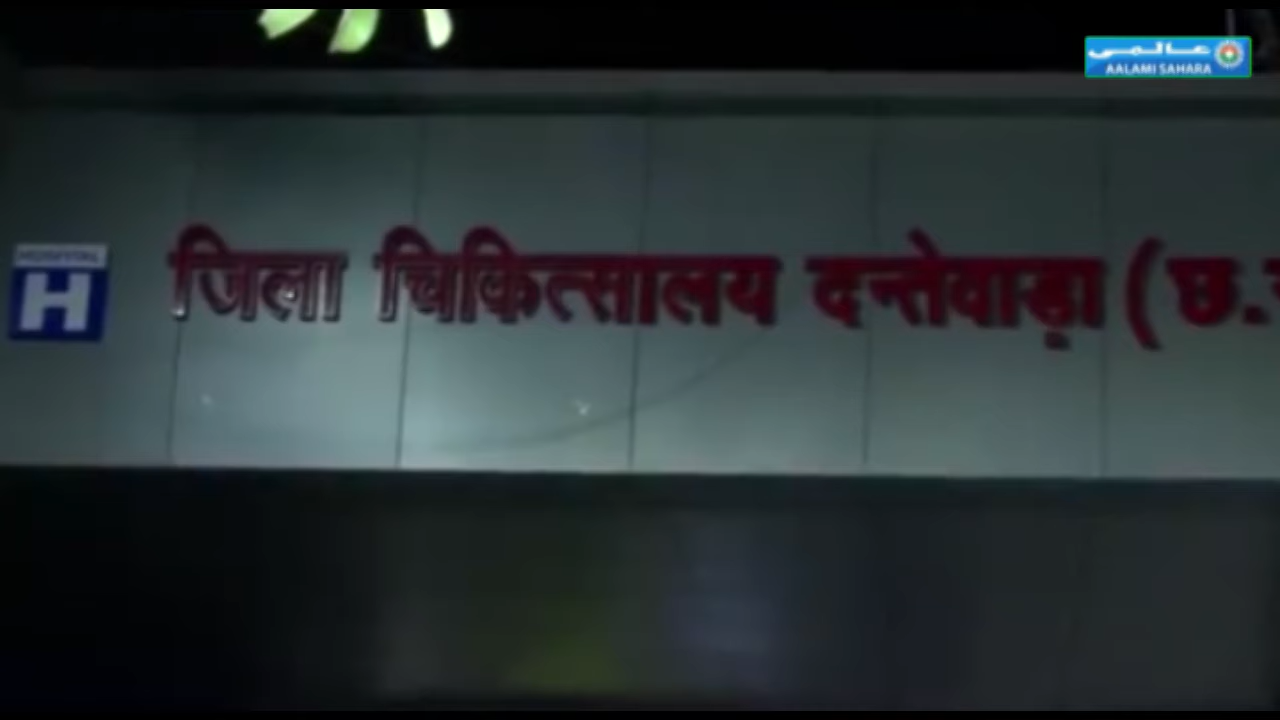 عالمی
AALAMI SAHARA
HOSPITAL
H
जिला चिकित्सालय दन्तेवाड़ा (छ.